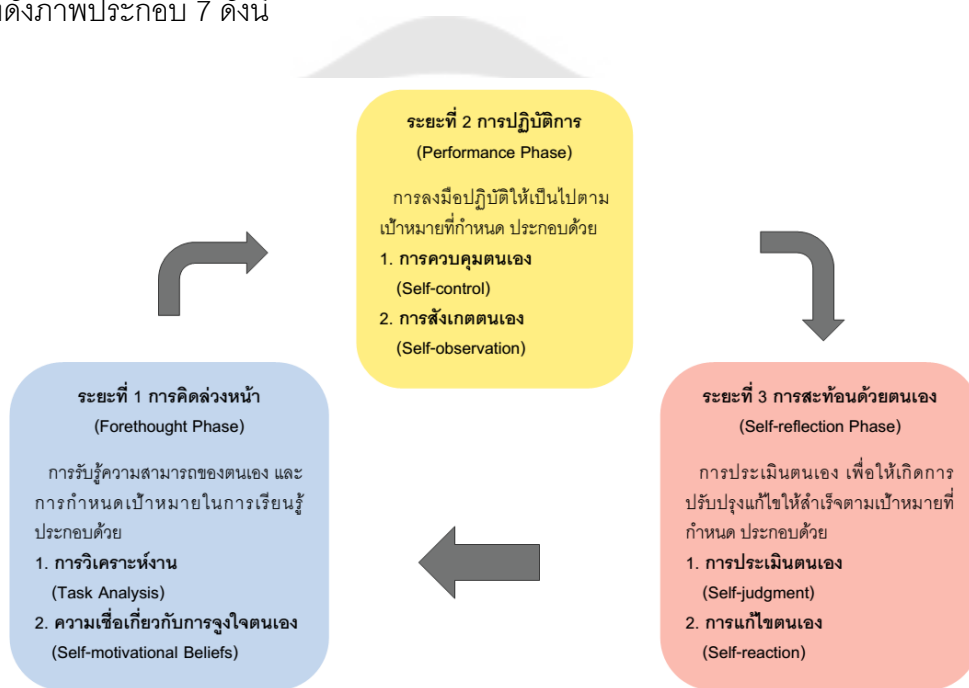 ดังภาพประกอบ 7 ดังนี้
ระยะที่ 2 การปฏิบัติการ
(Performance Phase)
การลงมือปฏิบัติให้เป็นไปตาม
เป้าหมายที่กำหนด ประกอบด้วย
1. การควบคุมตนเอง
(Self-control)
2. การสังเกตตนเอง
(Self-observation)
ระยะที่ 1 การคิดล่วงหน้า
(Forethought Phase)
การรับรู้ความสามารถของตนเอง และ
การกำหนดเป้าหมายในการเรียนรู้
ประกอบด้วย
1. การวิเคราะห์งาน
(Task Analysis)
2. ความเชื่อเกี่ยวกับการจูงใจตนเอง
(Self-motivational Beliefs)
ระยะที่ 3 การสะท้อนด้วยตนเอง
(Self-reflection Phase)
การประเมินตนเอง เพื่อให้เกิดการ
ปรับปรุงแก้ไขให้สำเร็จตามเป้าหมายที่
กำหนด ประกอบด้วย
1. การประเมินตนเอง
(Self-judgment)
2. การแก้ไขตนเอง
(Self-reaction)